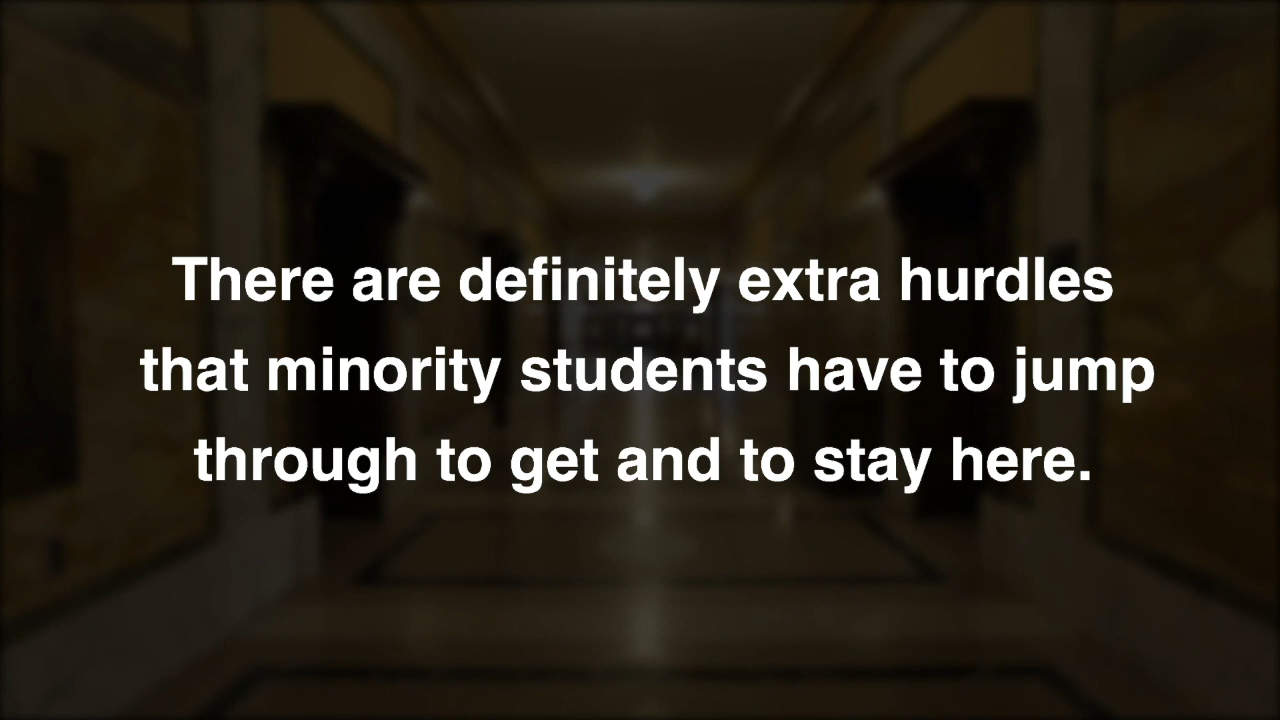 There are definitely extra hurdles
that minority students have to jump
through to get and to stay here.